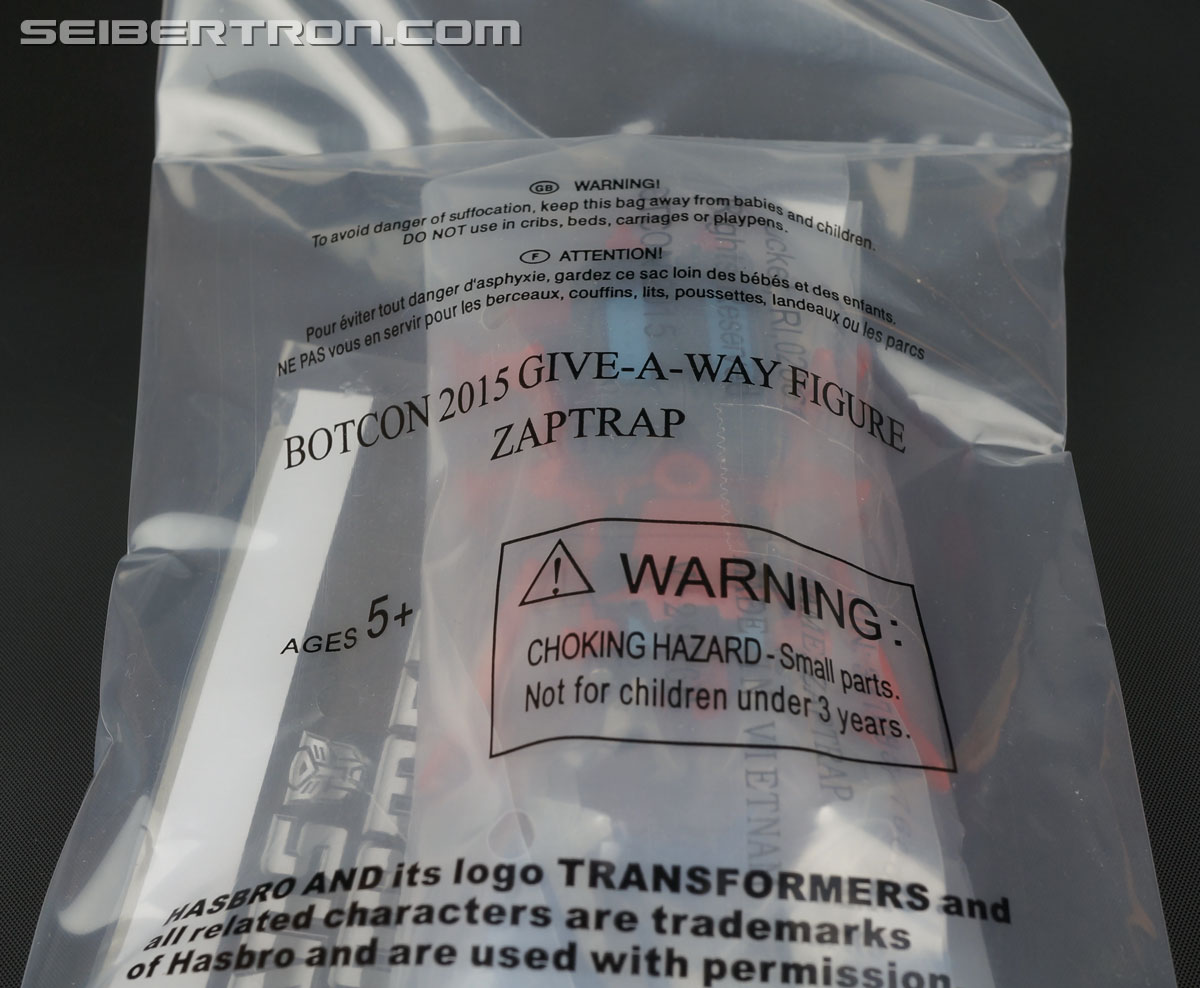 SEIBERTRON.com
GB WARNING!
To avoid danger of suffocation, keep this bag away from babies and children.
DO NOT use in cribs, beds, carriages or playpens.
F ATTENTION!
Pour éviter tout danger d'asphyxie, gardez ce sac loin des bébés et des enfants.
NE PAS vous en servir pour les berceaux, couffins, lits, poussettes, landeaux ou les parcs
BOTCON 2015 GIVE-A-WAY FIGURE
ZAPTRAP
AGES 5+
WARNING:
CHOKING HAZARD - Small parts.
Not for children under 3 years.
HASBRO AND its logo TRANSFORMERS and
all related characters are trademarks
of Hasbro and are used with permission
VIETNAM